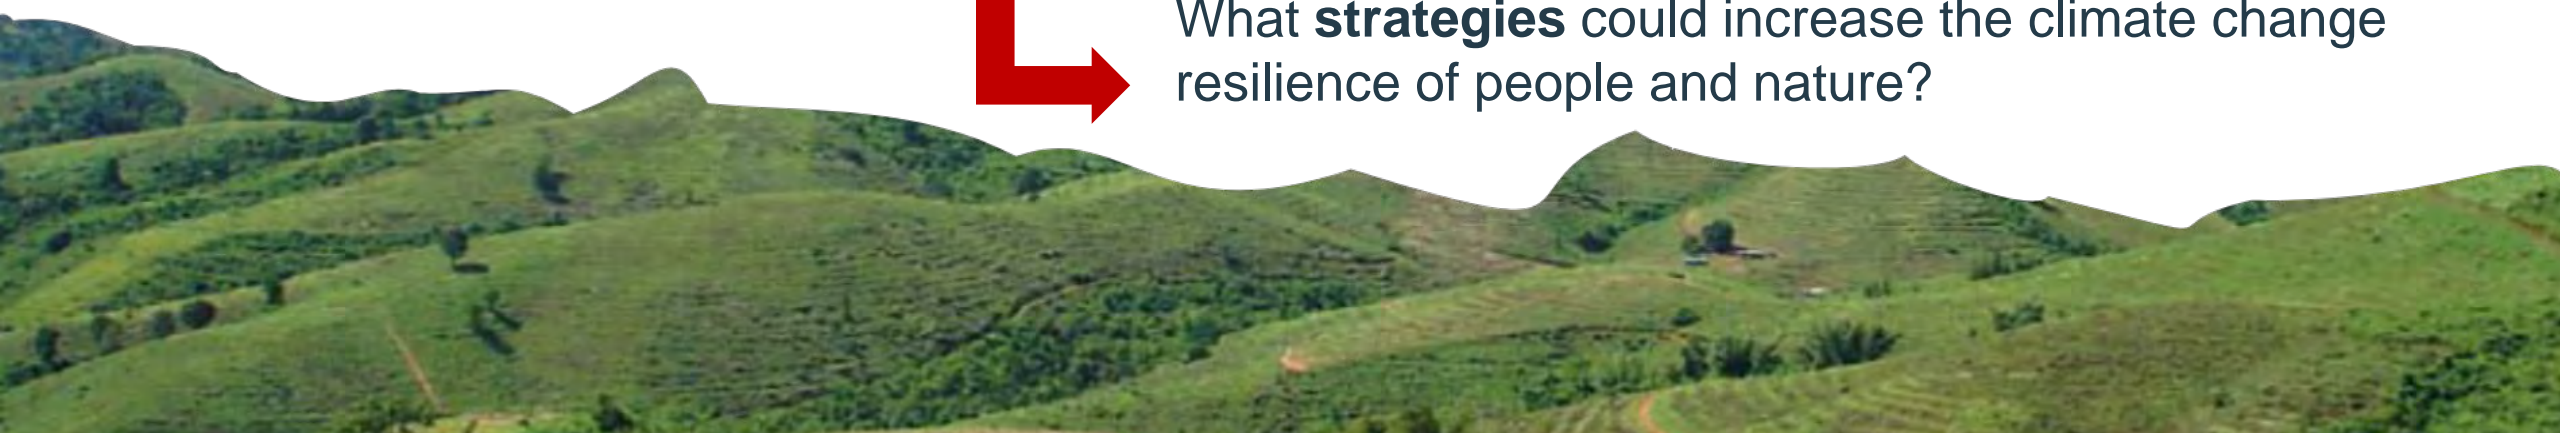 What strategies could increase the climate change
resilience of people and nature?